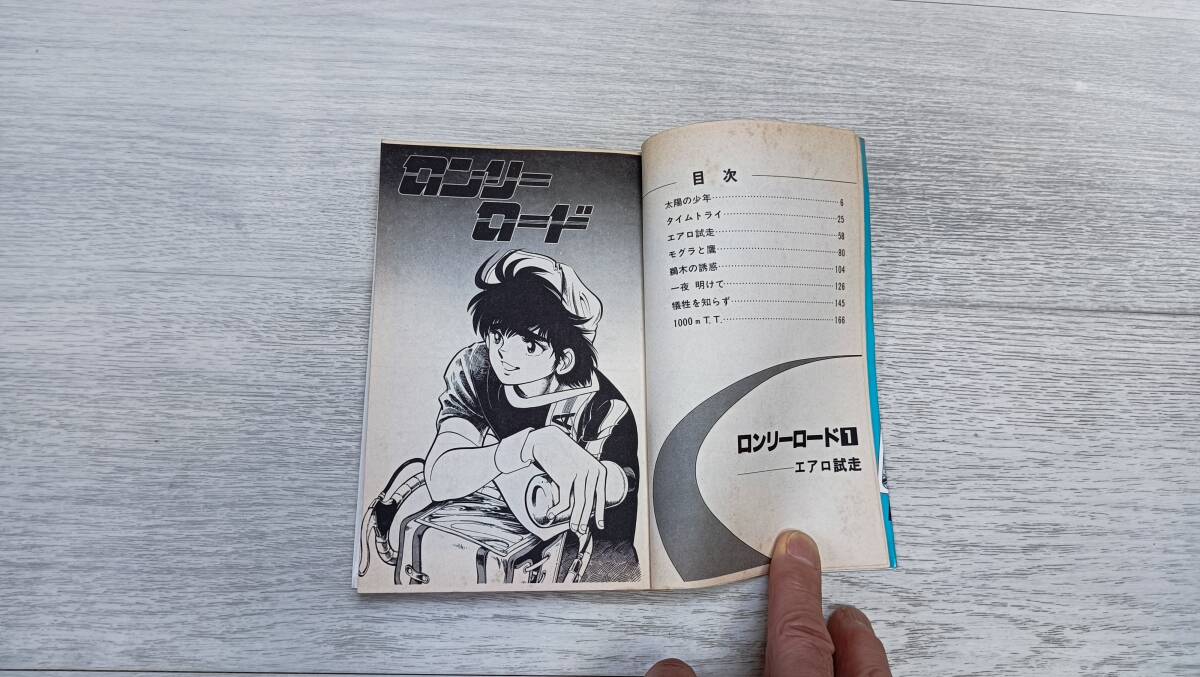 ロンリー
ロード
目次
太陽の少年……………………6
タイムトライ……………………25
エアロ試走……………………58
モグラと鷹……………………80
鵜木の誘惑……………………104
一夜 明けて……………………126
犠牲を知らず……………………145
1000m T.T.……………………166
ロンリーロード1
エアロ試走